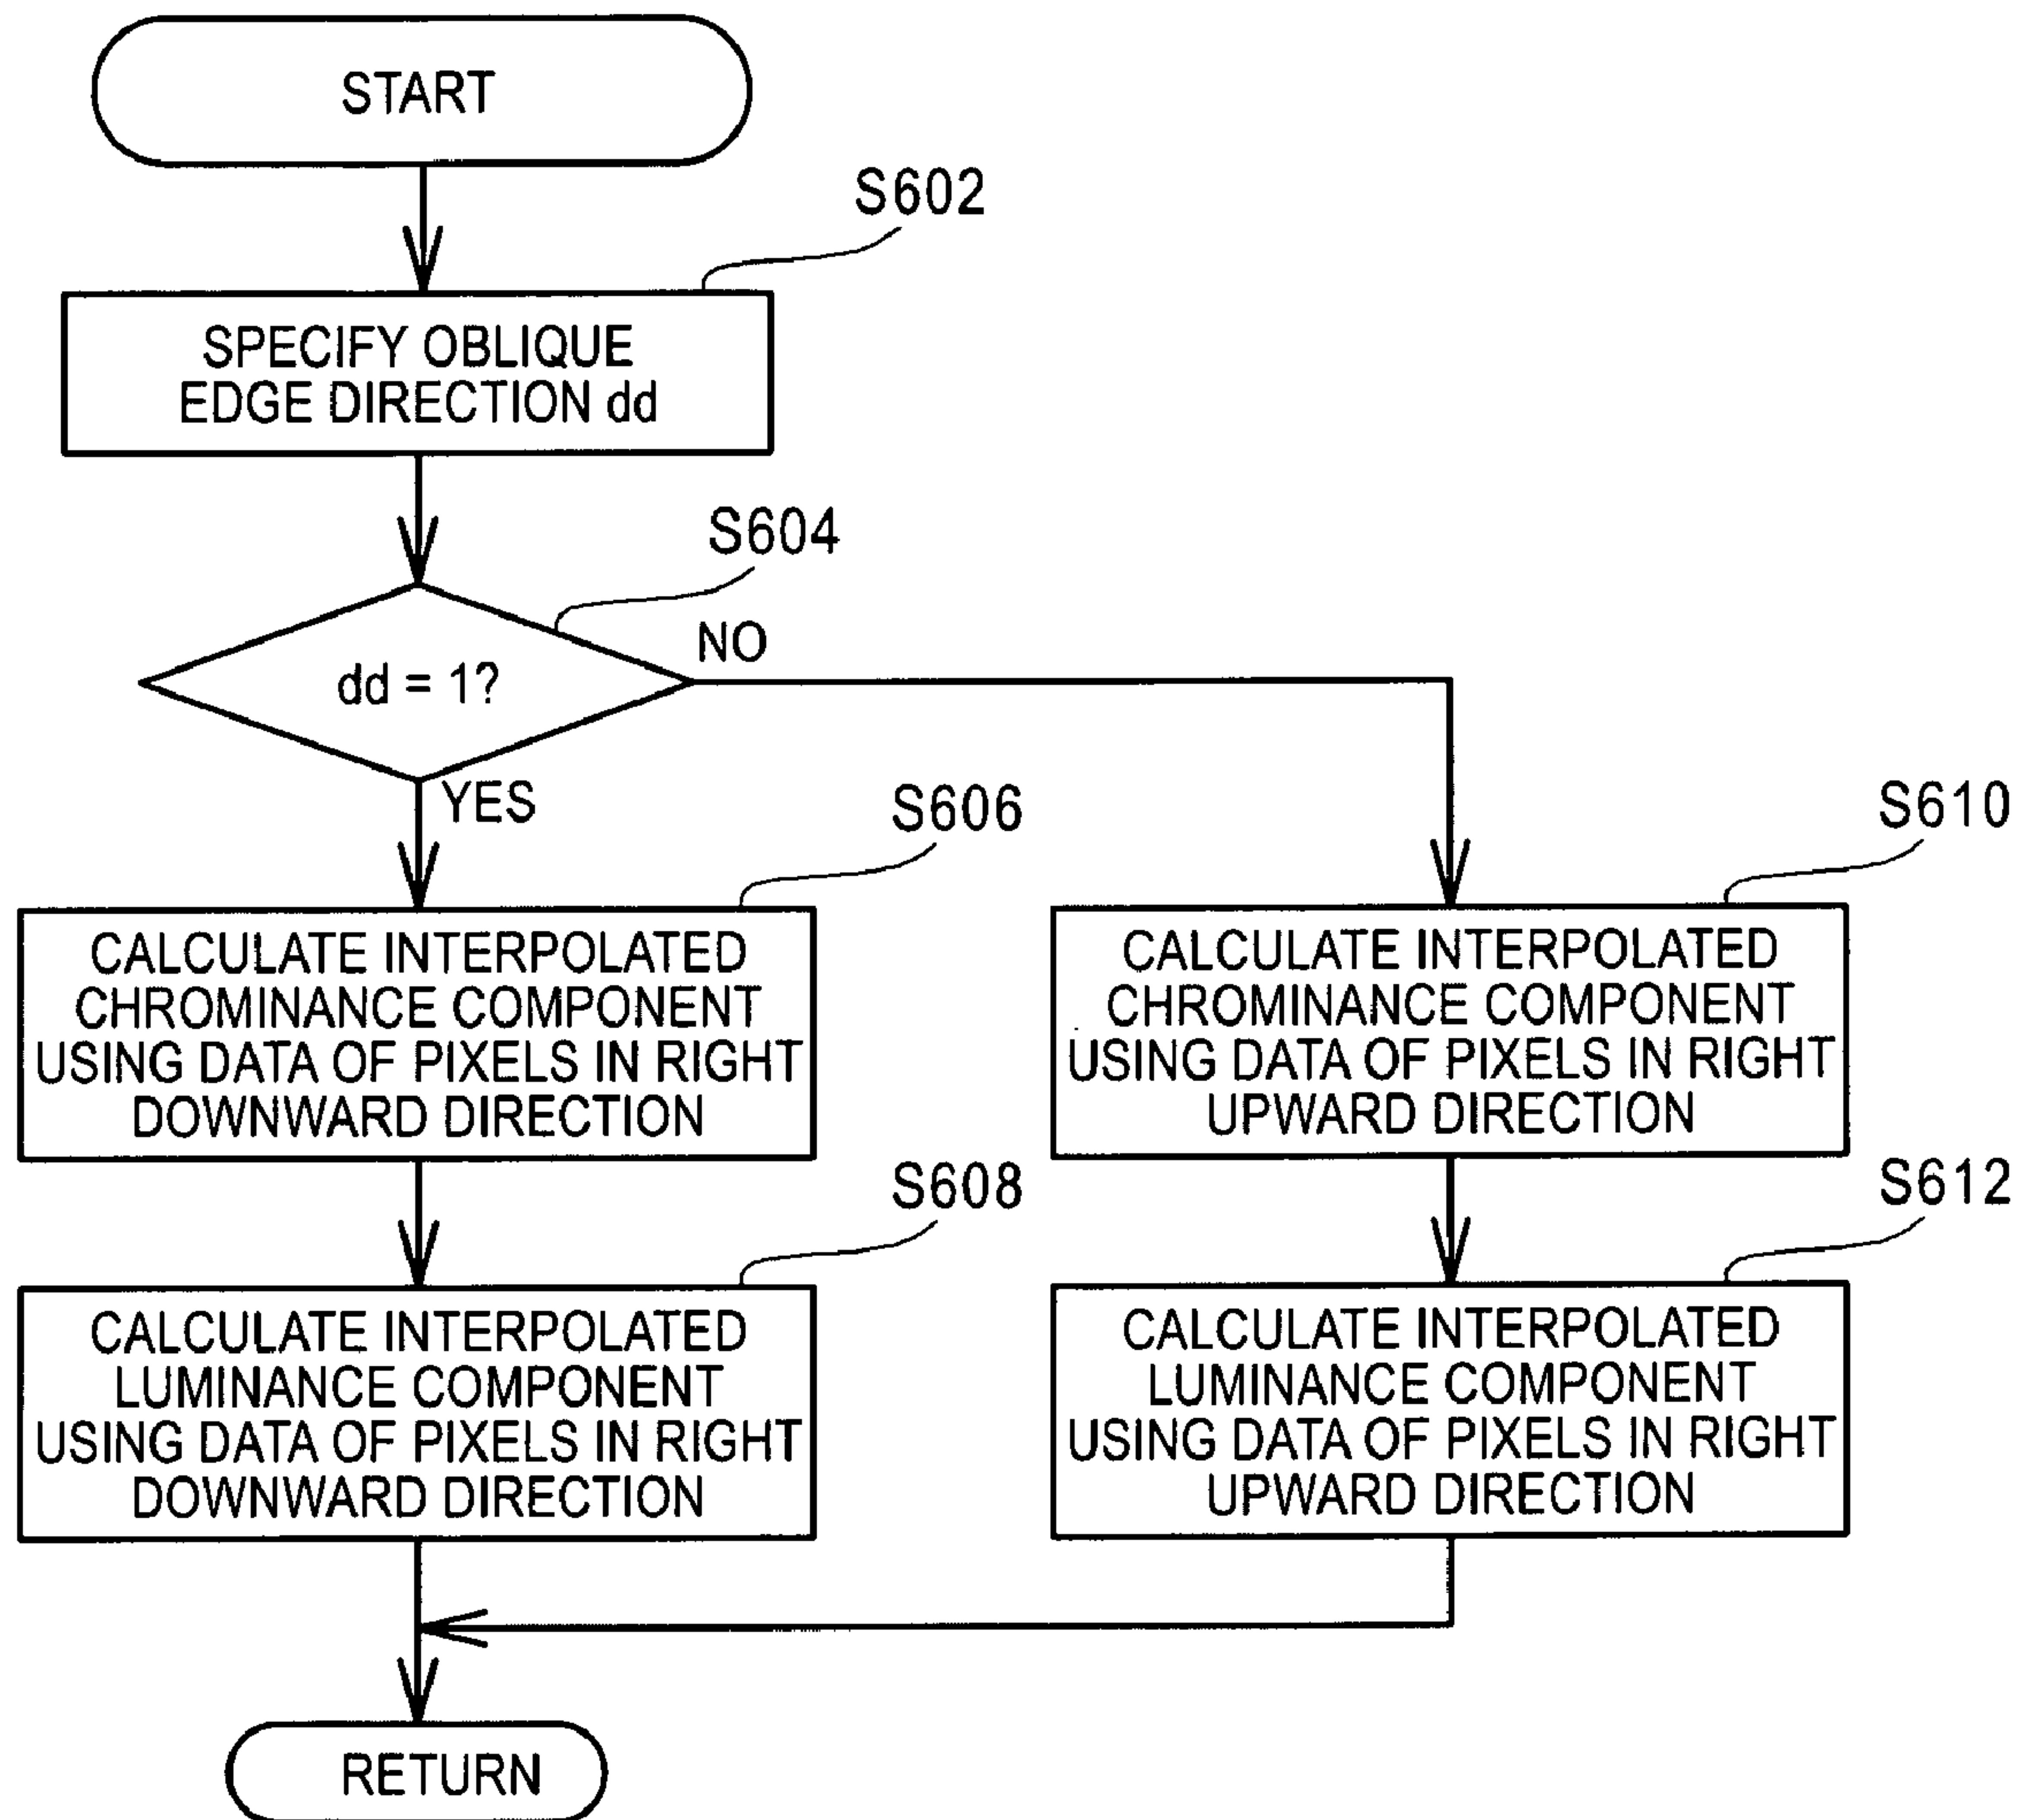 START
S602
SPECIFY OBLIQUE
EDGE DIRECTION dd
S604
dd = 1?
NO
YES
S606
CALCULATE INTERPOLATED
CHROMINANCE COMPONENT
USING DATA OF PIXELS IN RIGHT
DOWNWARD DIRECTION
S610
CALCULATE INTERPOLATED
CHROMINANCE COMPONENT
USING DATA OF PIXELS IN RIGHT
UPWARD DIRECTION
S608
CALCULATE INTERPOLATED
LUMINANCE COMPONENT
USING DATA OF PIXELS IN RIGHT
DOWNWARD DIRECTION
S612
CALCULATE INTERPOLATED
LUMINANCE COMPONENT
USING DATA OF PIXELS IN RIGHT
UPWARD DIRECTION
RETURN